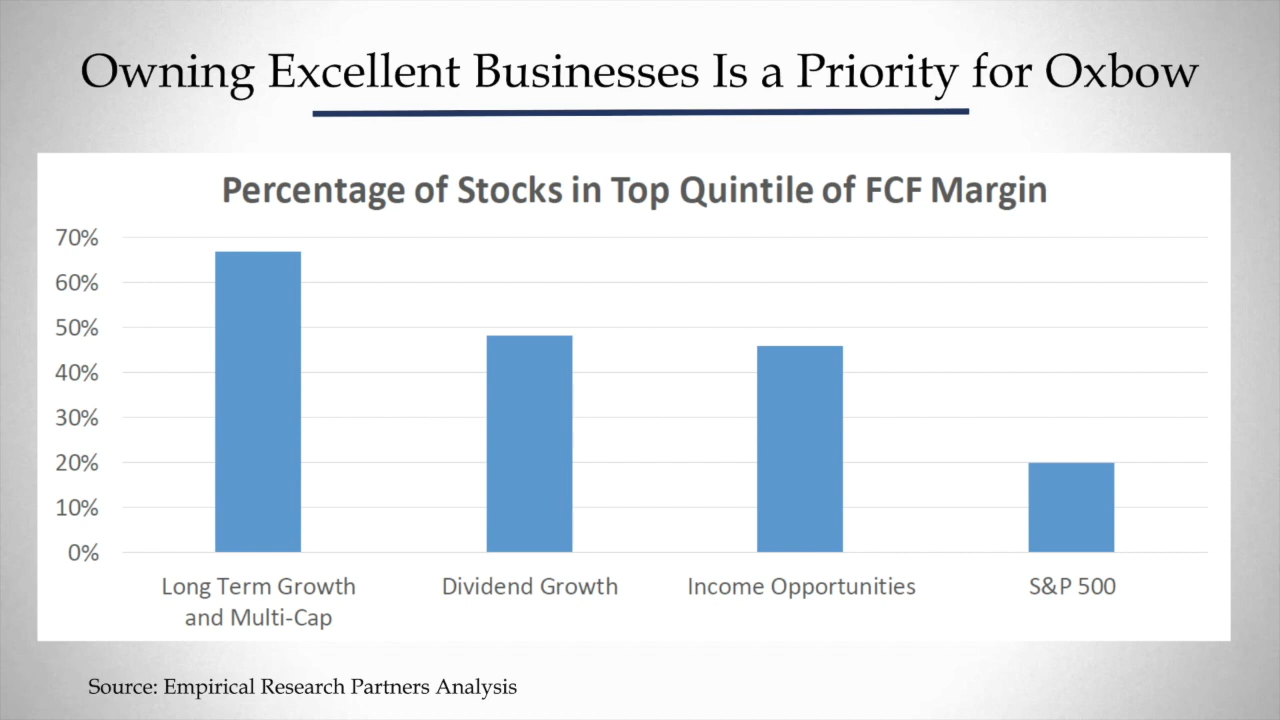 Owning Excellent Businesses Is a Priority for Oxbow
Percentage of Stocks in Top Quintile of FCF Margin
70%
60%
50%
40%
30%
20%
10%
0%
Long Term Growth
and Multi-Cap
Dividend Growth
Income Opportunities
S&P 500
Source: Empirical Research Partners Analysis